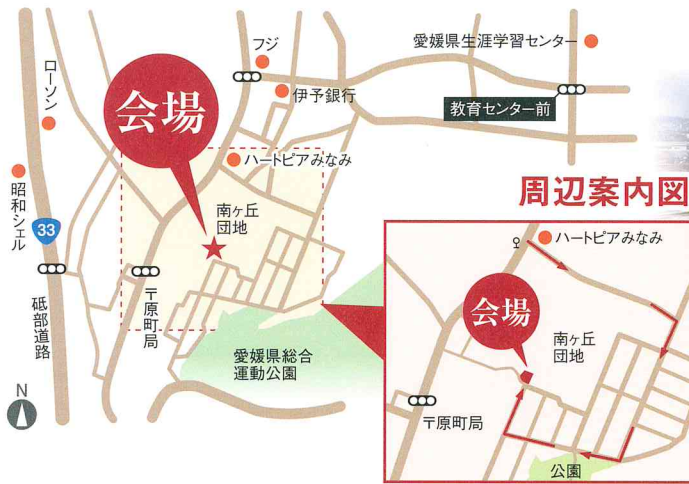 フジ
愛媛県生涯学習センター
ローソン
伊予銀行
会場
教育センター前
ハートピアみなみ
昭和シェル
周辺案内図
33
南ヶ丘
団地
〒原町局
砥部道路
愛媛県総合
運動公園
N
ハートピアみなみ
会場
南ヶ丘
団地
〒原町局
公園